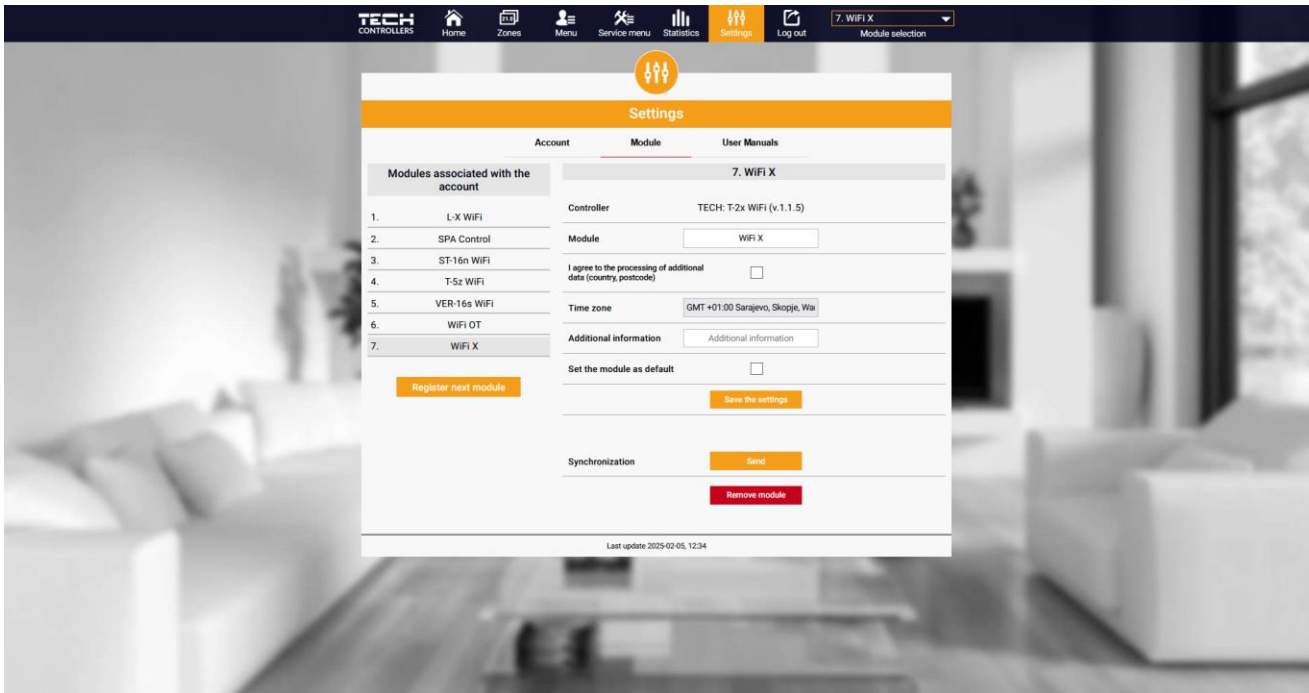 TECH
CONTROLLERS
Home
21.0
Zones
Menu
Service menu
Statistics
Settings
Log out
7. WiFi X
Module selection
Settings
Account Module User Manuals
Modules associated with the
account
1. L-X WiFi
2. SPA Control
3. ST-16n WiFi
4. T-5z WiFi
5. VER-16s WiFi
6. WiFi OT
7. WiFi X
Register next module
7. WiFi X
Controller TECH: T-2x WiFi (v.1.1.5)
Module WiFi X
I agree to the processing of additional
data (country, postcode)
Time zone GMT +01:00 Sarajevo, Skopje, War
Additional information Additional information
Set the module as default
Save the settings
Synchronization Send
Remove module
Last update 2025-02-05, 12:34